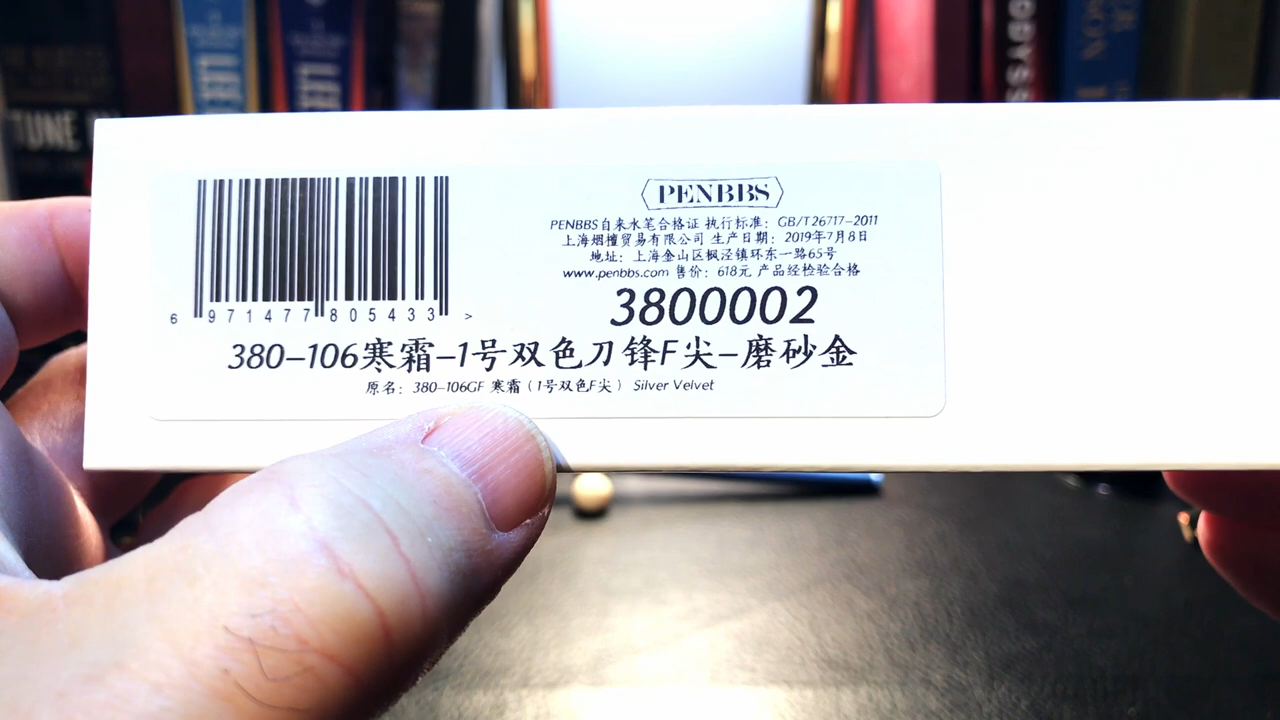 TUNE
LEE
LEE
ODYSS
PENBBS
PENBBS自来水笔合格证 执行标准：GB/T26717-2011
上海烟檀贸易有限公司 生产日期：2019年7月8日
地址：上海金山区枫泾镇环东一路65号
www.penbbs.com 售价：618元 产品经检验合格
3800002
6 971477 805433 >
380-106寒霜-1号双色刀锋F尖-磨砂金
原名：380-106GF 寒霜（1号双色F尖） Silver Velvet